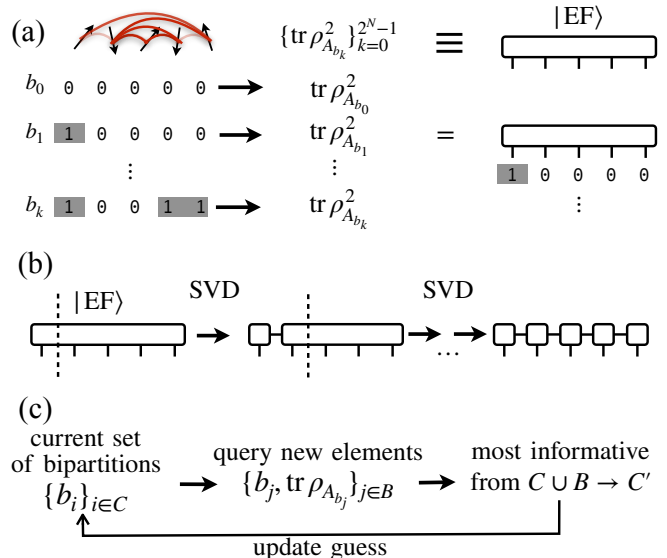 (a) {tr ρ²_{A_{b_k}}}_{k=0}^{2^N−1} ≡ |EF⟩
b₀ 0 0 0 0 0 tr ρ²_{A_{b_0}}
b₁ 1 0 0 0 0 tr ρ²_{A_{b_1}} =
1 0 0 0 0
⋮ ⋮ ⋮
b_k 1 0 0 1 1 tr ρ²_{A_{b_k}}
(b)
|EF⟩ SVD SVD
...
(c)
current set query new elements most informative
of bipartitions {b_j, tr ρ_{A_{b_j}}}_{j∈B} from C ∪ B → C′
{b_i}_{i∈C}
update guess